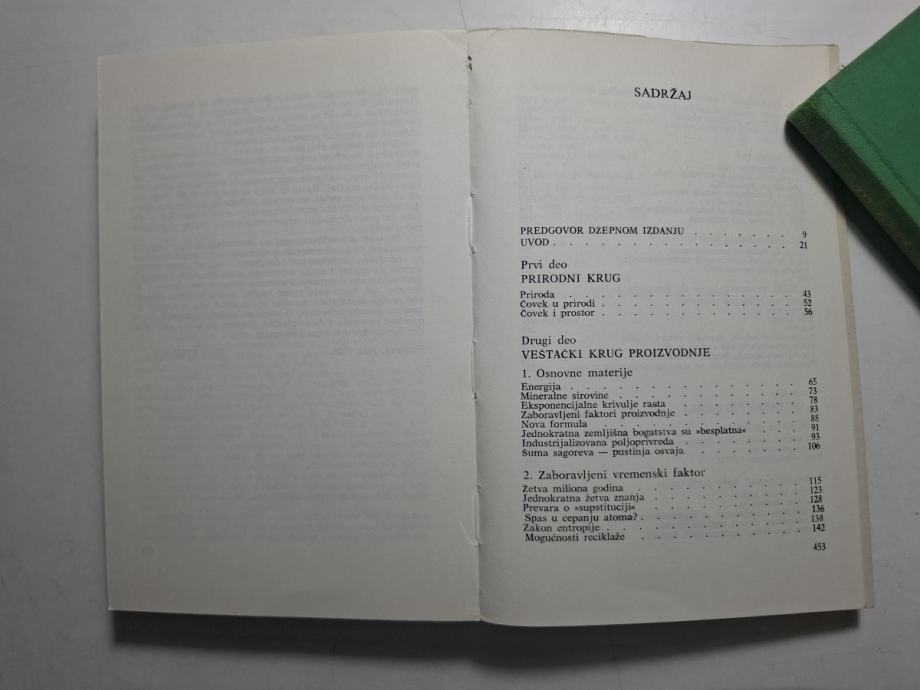 SADRŽAJ
PREDGOVOR DŽEPNOM IZDANJU . . . . . . . 9
UVOD . . . . . . . . . . . . . . . 21
Prvi deo
PRIRODNI KRUG
Priroda . . . . . . . . . . . . . 43
Čovek u prirodi . . . . . . . . . . . 52
Čovek i prostor . . . . . . . . . . . 56
Drugi deo
VEŠTAČKI KRUG PROIZVODNJE
1. Osnovne materije
Energija . . . . . . . . . . . . . 65
Mineralne sirovine . . . . . . . . . . 73
Eksponencijalne krivulje rasta . . . . . . . 78
Zaboravljeni faktori proizvodnje . . . . . . . 83
Nova formula . . . . . . . . . . . . 88
Jednokratna zemljišna bogatstva su »besplatna« . . . . 91
Industrijalizovana poljoprivreda . . . . . . . 93
Šuma sagoreva — pustinja osvaja . . . . . . 106
2. Zaboravljeni vremenski faktor
Žetva miliona godina . . . . . . . . . 115
Jednokratna žetva znanja . . . . . . . . 123
Prevara o »supstituciji« . . . . . . . . 128
Spas u cepanju atoma? . . . . . . . . . 136
Zakon entropije . . . . . . . . . . . 138
Mogućnosti reciklaže . . . . . . . . . 142
453